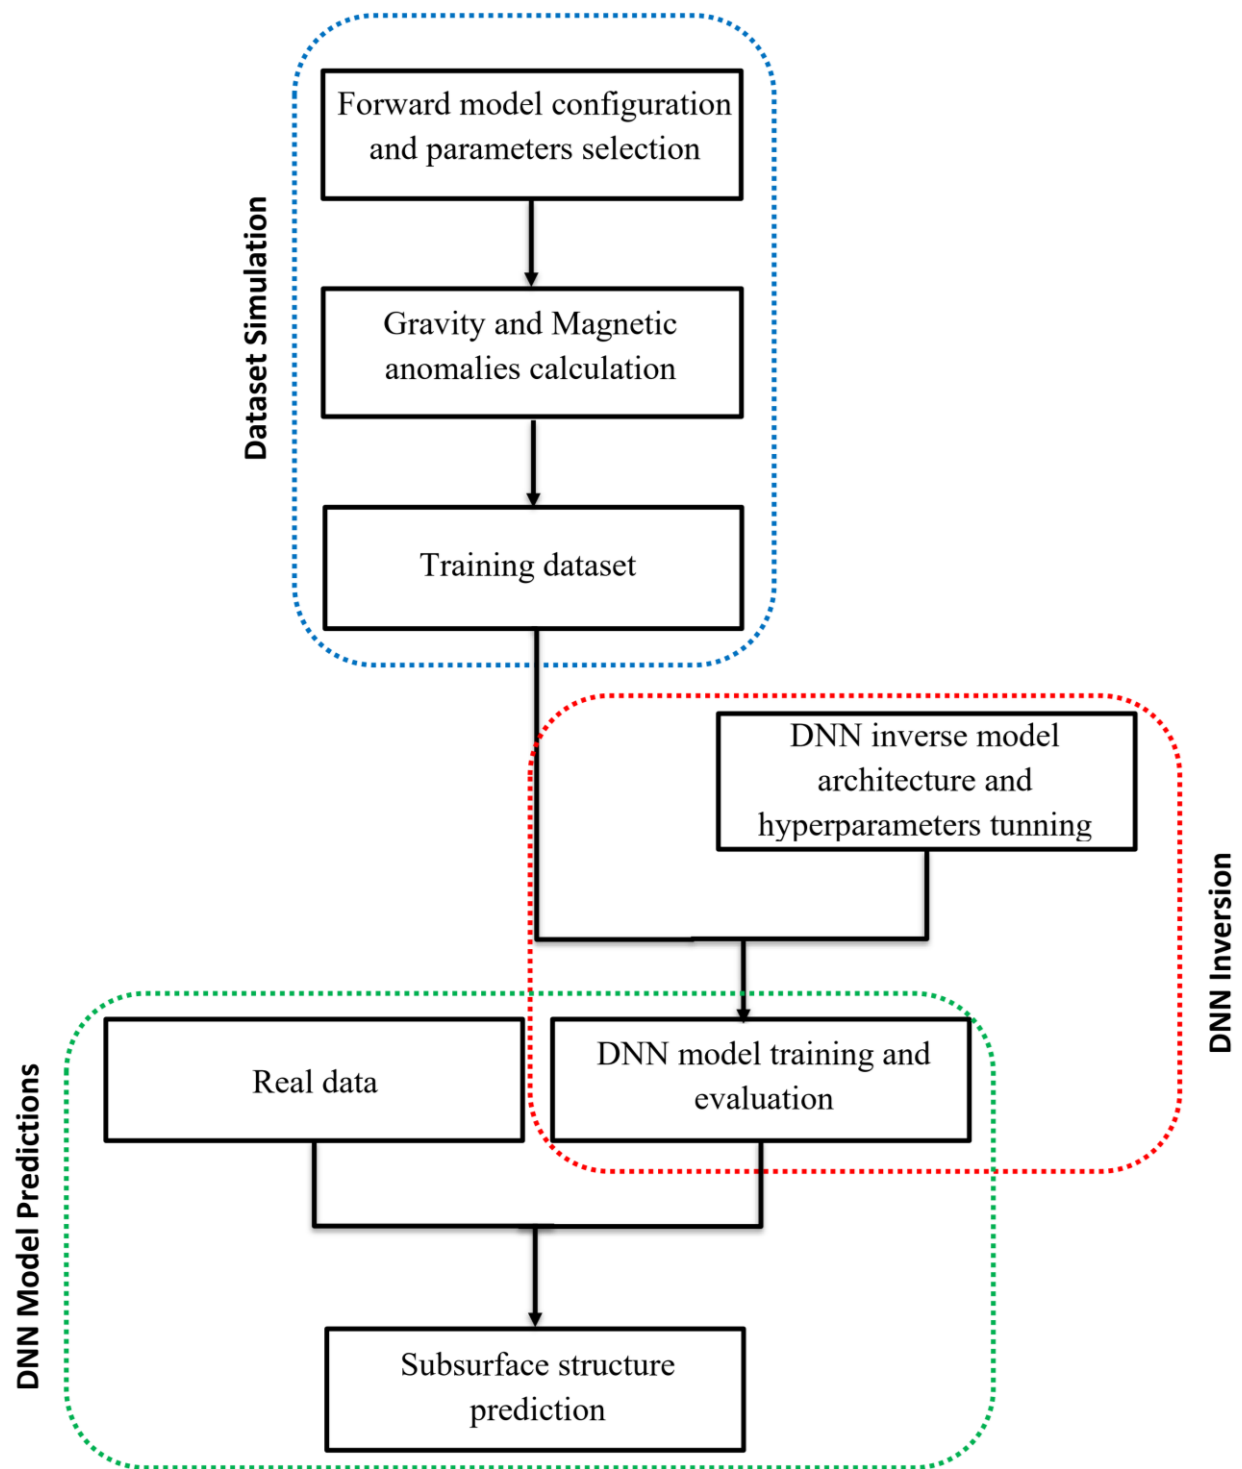 Forward model configuration
and parameters selection
Dataset Simulation
Gravity and Magnetic
anomalies calculation
Training dataset
DNN inverse model
architecture and
hyperparameters tunning
DNN Inversion
Real data
DNN model training and
evaluation
DNN Model Predictions
Subsurface structure
prediction